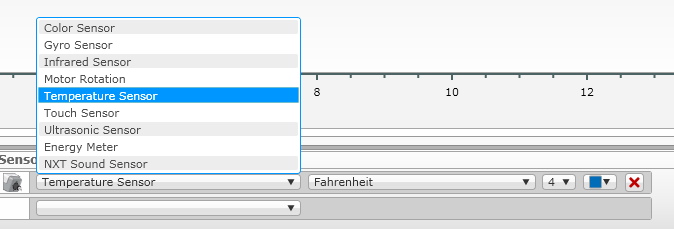 Color Sensor
Gyro Sensor
Infrared Sensor
Motor Rotation
Temperature Sensor
8 10 12
Touch Sensor
Ultrasonic Sensor
Energy Meter
NXT Sound Sensor
Senso
Temperature Sensor Fahrenheit 4